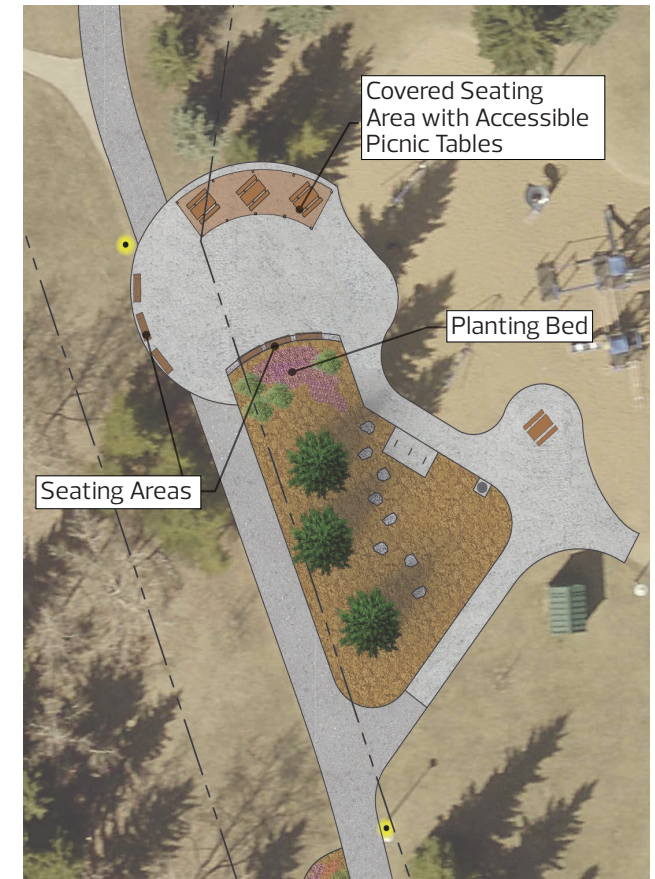 Covered Seating
Area with Accessible
Picnic Tables
Planting Bed
Seating Areas